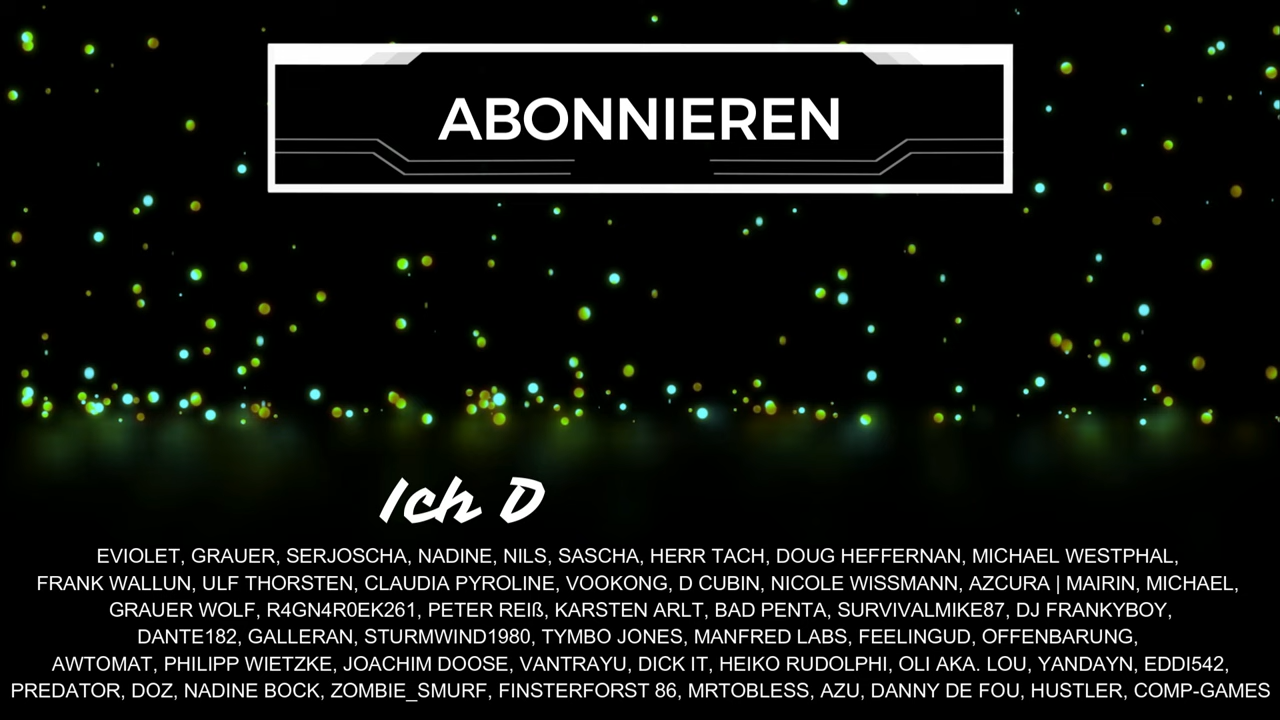 ABONNIEREN
Ich D
EVIOLET, GRAUER, SERJOSCHA, NADINE, NILS, SASCHA, HERR TACH, DOUG HEFFERNAN, MICHAEL WESTPHAL,
FRANK WALLUN, ULF THORSTEN, CLAUDIA PYROLINE, VOOKONG, D CUBIN, NICOLE WISSMANN, AZCURA | MAIRIN, MICHAEL,
GRAUER WOLF, R4GN4R0EK261, PETER REIß, KARSTEN ARLT, BAD PENTA, SURVIVALMIKE87, DJ FRANKYBOY,
DANTE182, GALLERAN, STURMWIND1980, TYMBO JONES, MANFRED LABS, FEELINGUD, OFFENBARUNG,
AWTOMAT, PHILIPP WIETZKE, JOACHIM DOOSE, VANTRAYU, DICK IT, HEIKO RUDOLPHI, OLI AKA. LOU, YANDAYN, EDDI542,
PREDATOR, DOZ, NADINE BOCK, ZOMBIE_SMURF, FINSTERFORST 86, MRTOBLESS, AZU, DANNY DE FOU, HUSTLER, COMP-GAMES